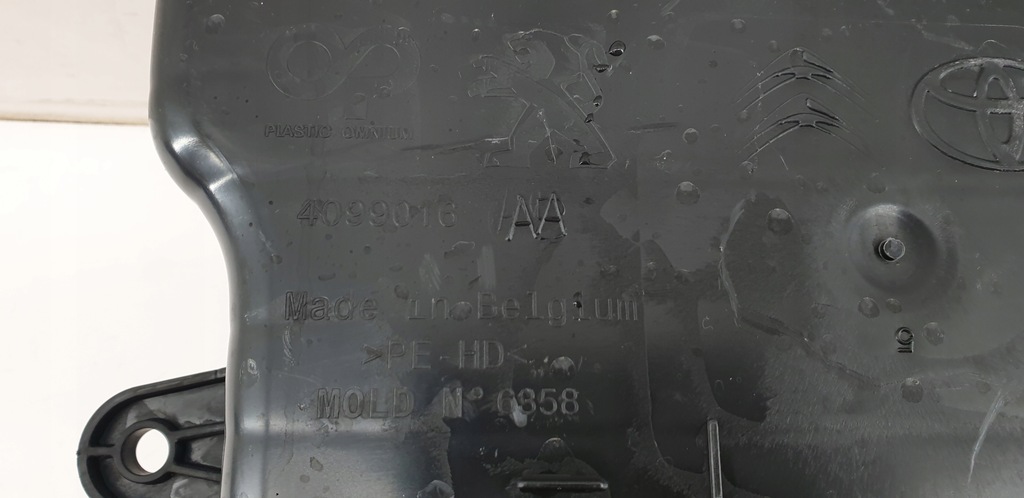 PLASTIC OMNIUM
4099016 AA
Made in Belgium
>PE-HD<
MOLD N° 6858